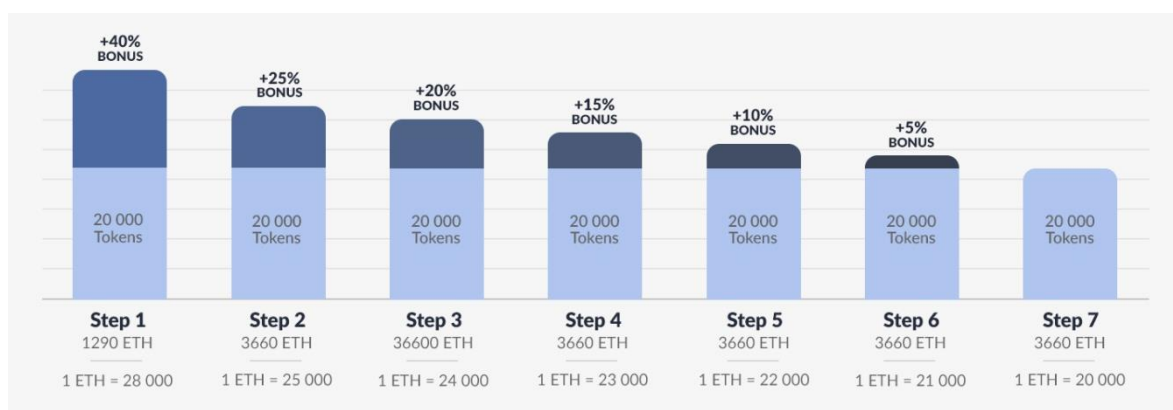 +40%
BONUS
+25%
BONUS
+20%
BONUS
+15%
BONUS
+10%
BONUS
+5%
BONUS
20 000
Tokens
20 000
Tokens
20 000
Tokens
20 000
Tokens
20 000
Tokens
20 000
Tokens
20 000
Tokens
Step 1
1290 ETH
1 ETH = 28 000
Step 2
3660 ETH
1 ETH = 25 000
Step 3
36600 ETH
1 ETH = 24 000
Step 4
3660 ETH
1 ETH = 23 000
Step 5
3660 ETH
1 ETH = 22 000
Step 6
3660 ETH
1 ETH = 21 000
Step 7
3660 ETH
1 ETH = 20 000